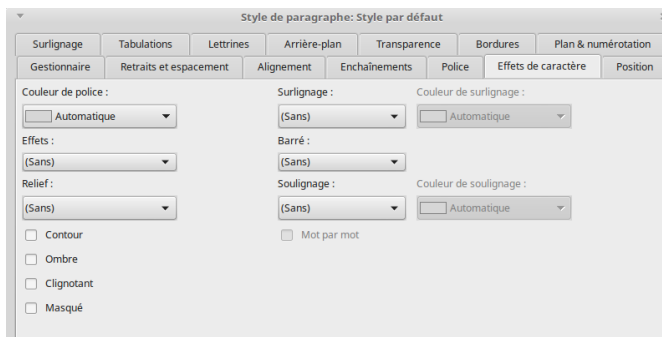 Style de paragraphe: Style par défaut
Surlignage Tabulations Lettrines Arrière-plan Transparence Bordures Plan & numérotation
Gestionnaire Retraits et espacement Alignement Enchaînements Police Effets de caractère Position
Couleur de police : Surlignage : Couleur de surlignage :
Automatique (Sans) Automatique
Effets : Barré :
(Sans) (Sans)
Relief : Soulignage : Couleur de soulignage :
(Sans) (Sans) Automatique
Contour Mot par mot
Ombre
Clignotant
Masqué